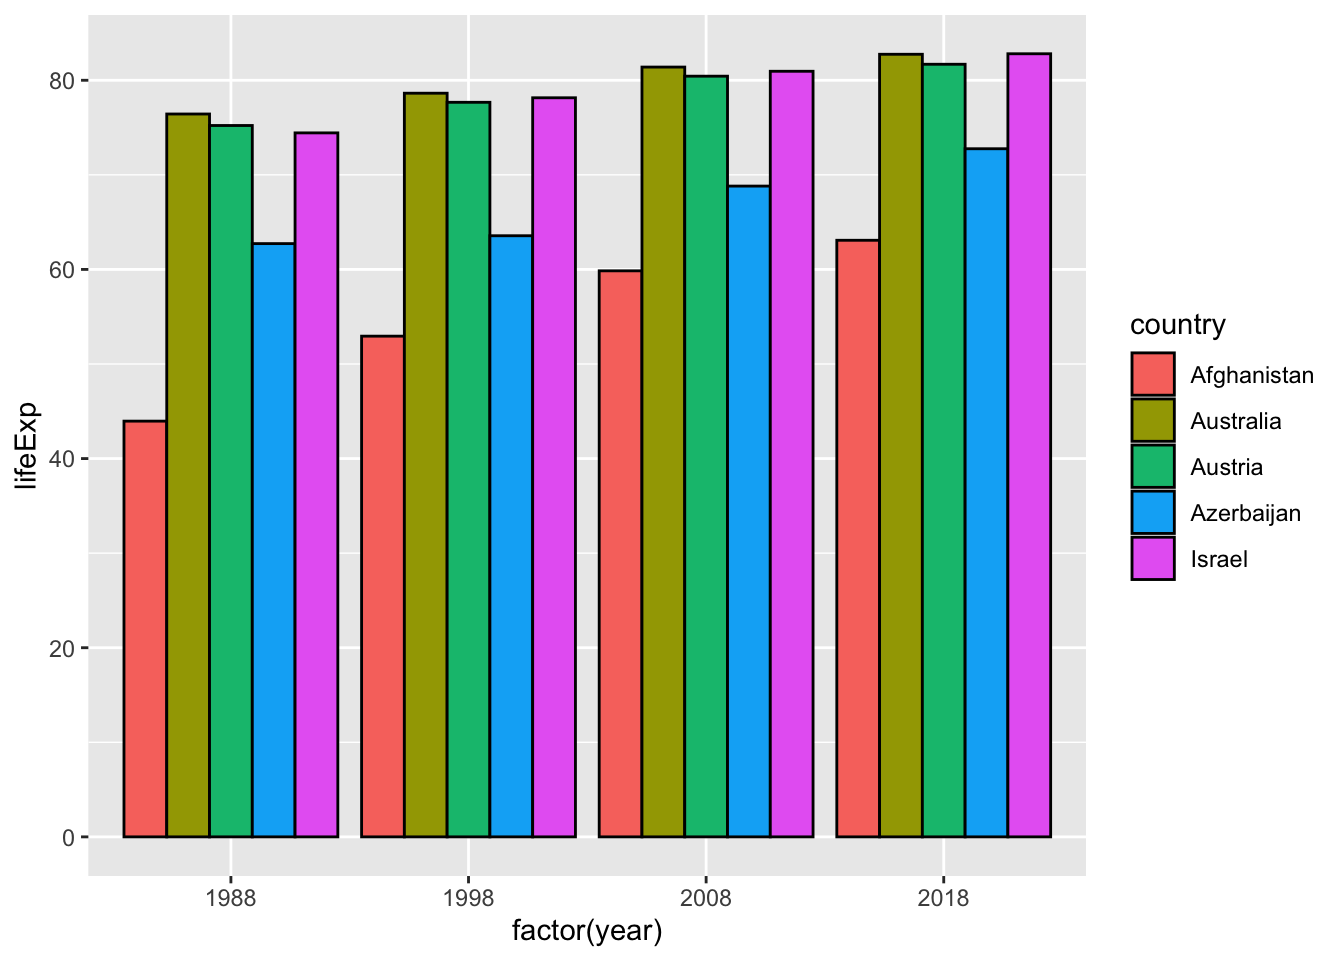 lifeExp
80
60
40
20
0
1988 1998 2008 2018
factor(year)
country
Afghanistan
Australia
Austria
Azerbaijan
Israel